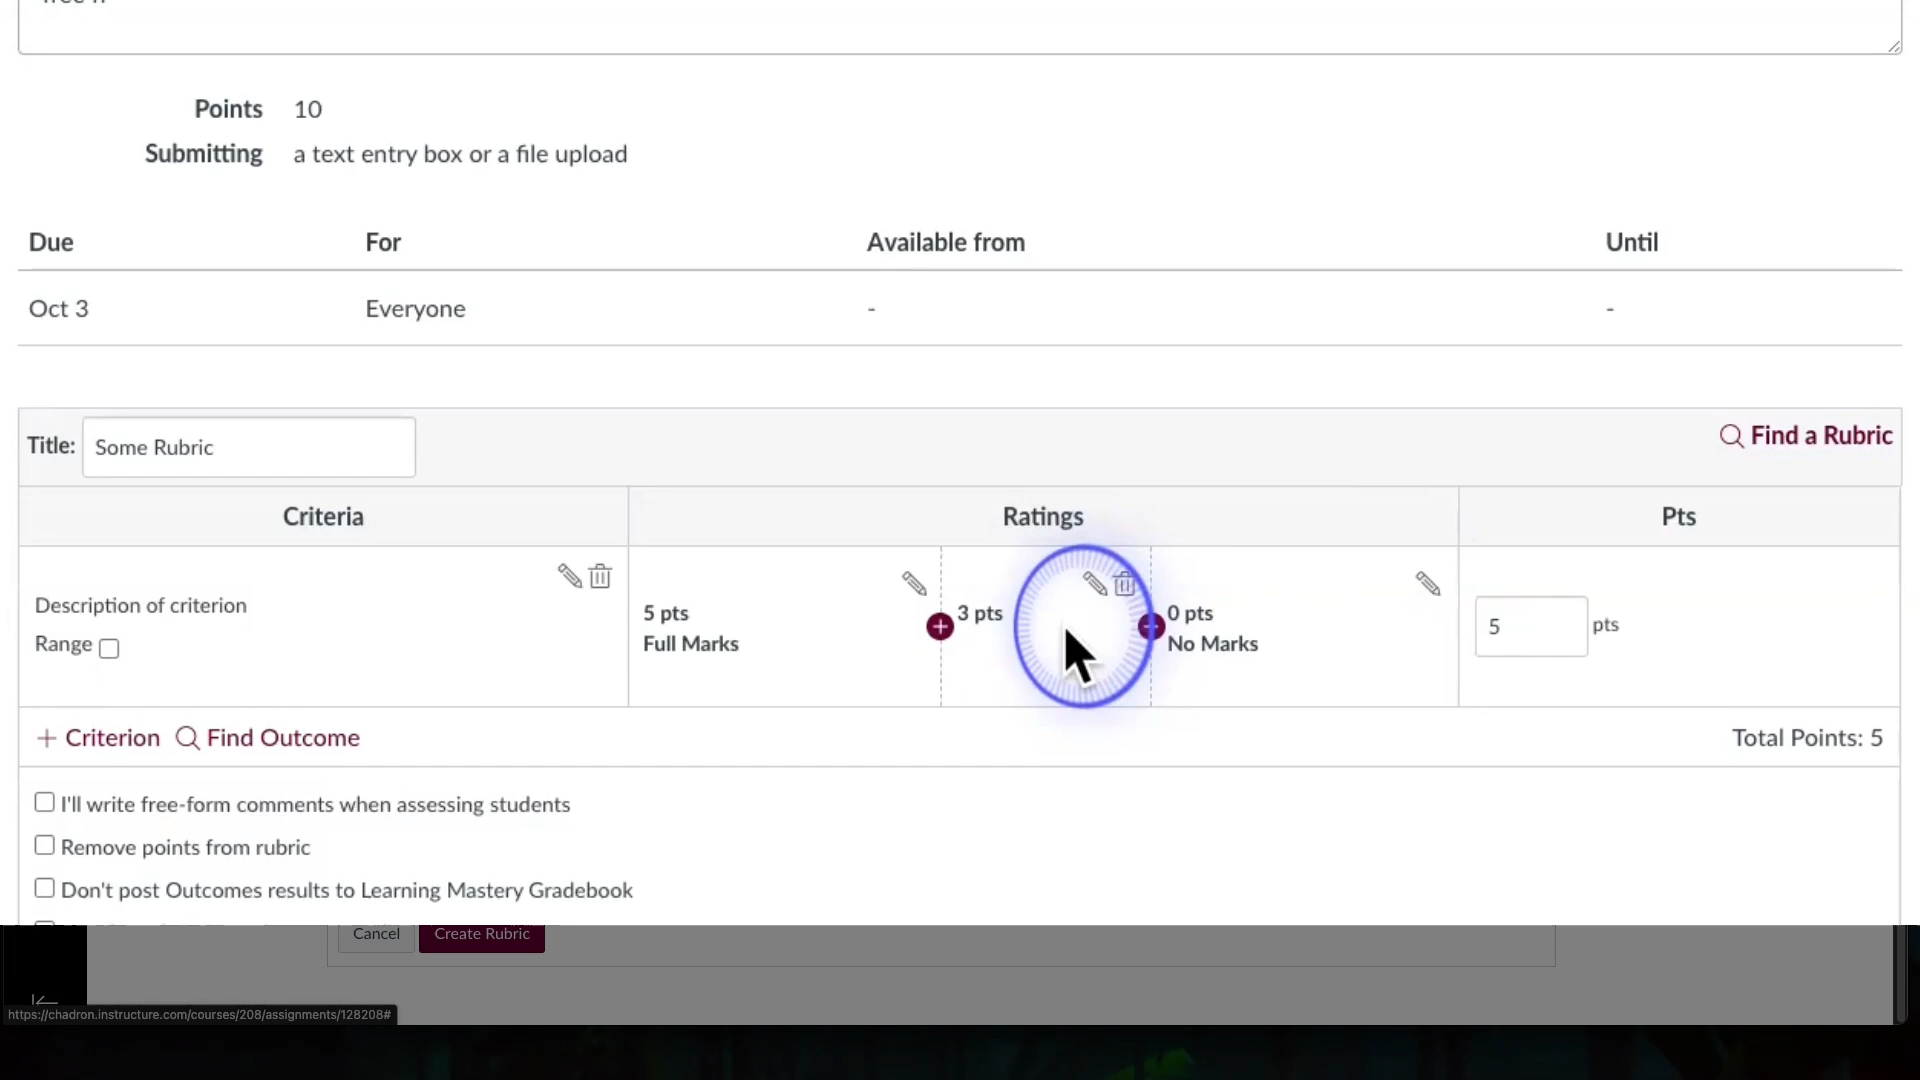 Points 10
Submitting a text entry box or a file upload
Due For Available from Until
Oct 3 Everyone - -
Title: Some Rubric Find a Rubric
Criteria Ratings Pts
Description of criterion
Range
5 pts
Full Marks
3 pts
0 pts
No Marks
5 pts
+ Criterion Find Outcome Total Points: 5
I'll write free-form comments when assessing students
Remove points from rubric
Don't post Outcomes results to Learning Mastery Gradebook
Cancel Create Rubric
https://chadron.instructure.com/courses/208/assignments/128208#